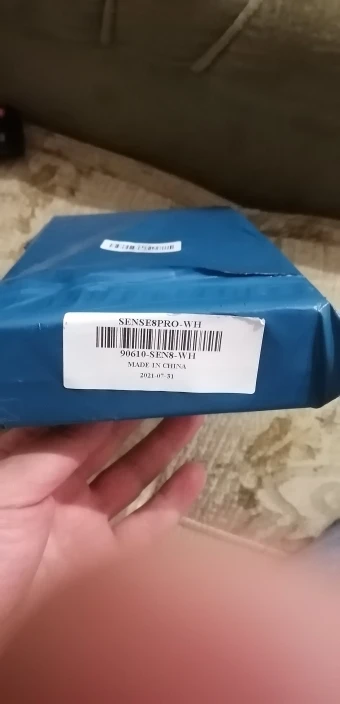 SENSE8PRO-WH
90610-SEN8-WH
MADE IN CHINA
2021-07-31